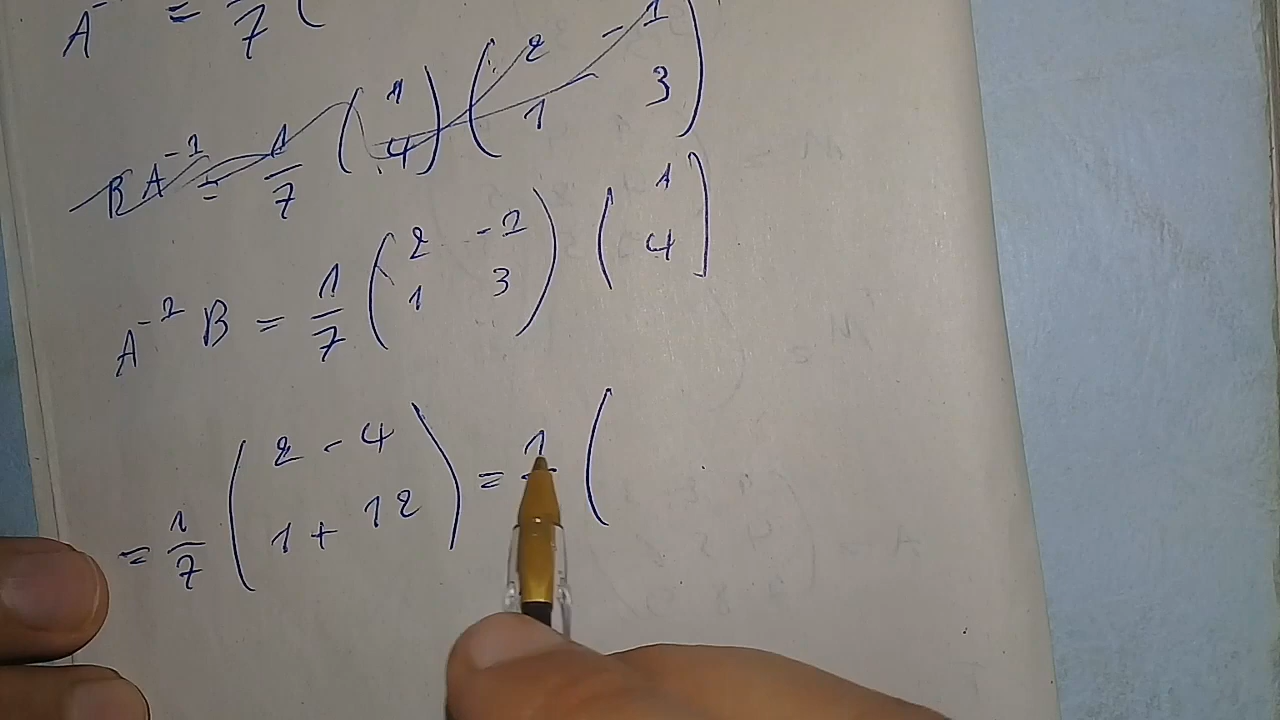 A⁻ = /7 (
BA⁻¹ = 1/7 ( 1 4 ) ( 2 -1 1 3 )
A⁻¹ B = 1/7 ( 2 -1 1 3 ) ( 1 4 )
= 1/7 ( 2 - 4 1 + 12 ) = 1 (